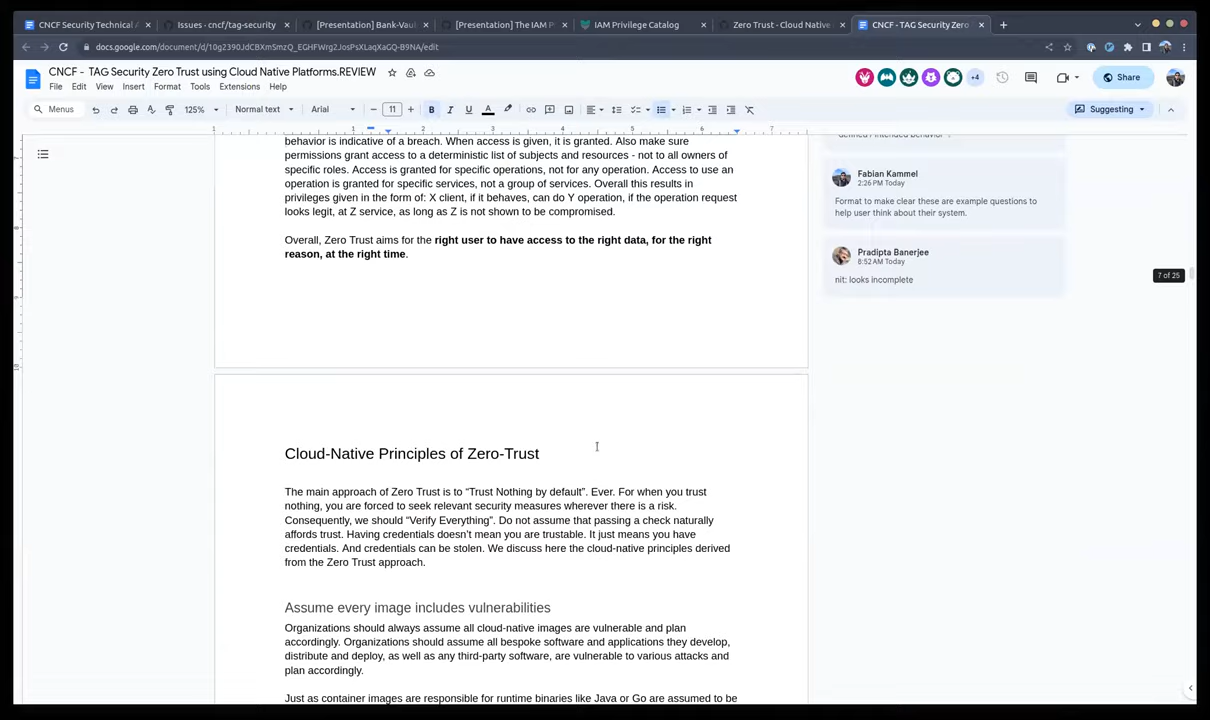 CNCF Security Technical A
Issues · cncf/tag-security
[Presentation] Bank-Vau
[Presentation] The IAM P
IAM Privilege Catalog
Zero Trust - Cloud Native
CNCF - TAG Security Zero
docs.google.com/document/d/10g2390JdCBXmSmzQ_EGHFWrg2JosPsXLaqXaGQ-B9NA/edit
CNCF - TAG Security Zero Trust using Cloud Native Platforms.REVIEW
File Edit View Insert Format Tools Extensions Help
+4
Share
Menus
125%
Normal text
Arial
11
Suggesting
behavior is indicative of a breach. When access is given, it is granted. Also make sure
permissions grant access to a deterministic list of subjects and resources - not to all owners of
specific roles. Access is granted for specific operations, not for any operation. Access to use an
operation is granted for specific services, not a group of services. Overall this results in
privileges given in the form of: X client, if it behaves, can do Y operation, if the operation request
looks legit, at Z service, as long as Z is not shown to be compromised.
Overall, Zero Trust aims for the right user to have access to the right data, for the right
reason, at the right time.
defined / intended behavior".
Fabian Kammel
2:26 PM Today
Format to make clear these are example questions to
help user think about their system.
Pradipta Banerjee
8:52 AM Today
nit: looks incomplete
7 of 25
Cloud-Native Principles of Zero-Trust
The main approach of Zero Trust is to “Trust Nothing by default”. Ever. For when you trust
nothing, you are forced to seek relevant security measures wherever there is a risk.
Consequently, we should “Verify Everything”. Do not assume that passing a check naturally
affords trust. Having credentials doesn’t mean you are trustable. It just means you have
credentials. And credentials can be stolen. We discuss here the cloud-native principles derived
from the Zero Trust approach.
Assume every image includes vulnerabilities
Organizations should always assume all cloud-native images are vulnerable and plan
accordingly. Organizations should assume all bespoke software and applications they develop,
distribute and deploy, as well as any third-party software, are vulnerable to various attacks and
plan accordingly.
Just as container images are responsible for runtime binaries like Java or Go are assumed to be